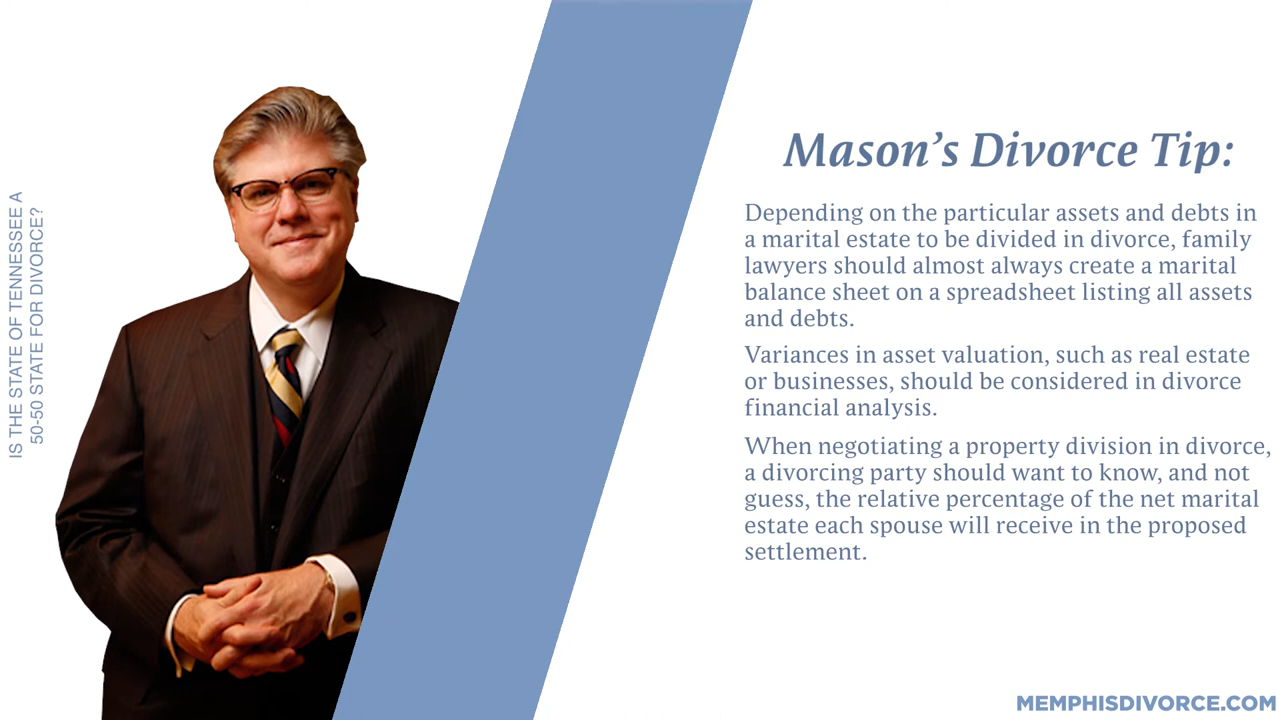 IS THE STATE OF TENNESSEE A
50-50 STATE FOR DIVORCE?
Mason's Divorce Tip:
Depending on the particular assets and debts in
a marital estate to be divided in divorce, family
lawyers should almost always create a marital
balance sheet on a spreadsheet listing all assets
and debts.
Variances in asset valuation, such as real estate
or businesses, should be considered in divorce
financial analysis.
When negotiating a property division in divorce,
a divorcing party should want to know, and not
guess, the relative percentage of the net marital
estate each spouse will receive in the proposed
settlement.
MEMPHISDIVORCE.COM